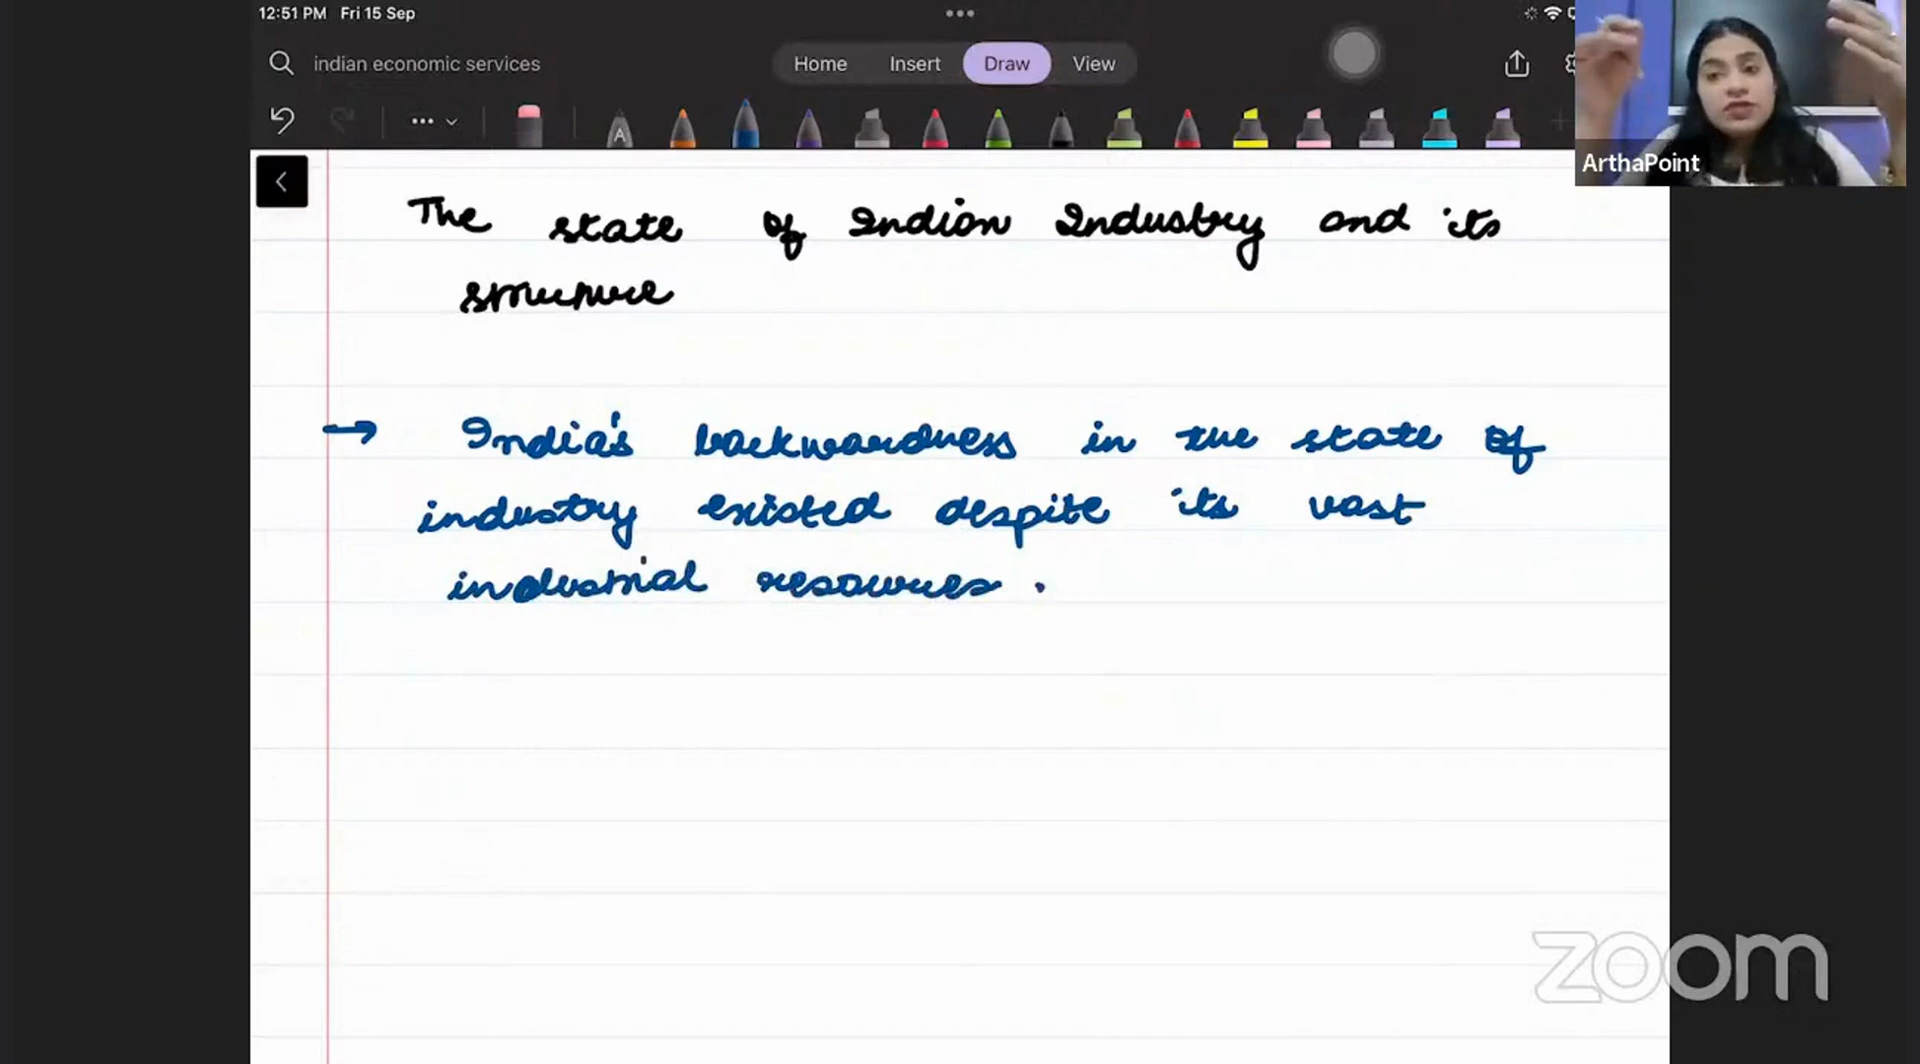 12:51 PM Fri 15 Sep
indian economic services
Home Insert Draw View
A
ArthaPoint
The state of Indian Industry and its
structure
→ India's backwardness in the state of
industry existed despite its vast
industrial resources.
zoom